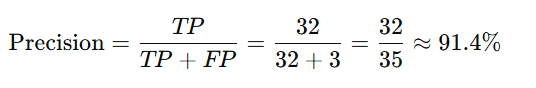 Precision = TP / (TP + FP) = 32 / (32 + 3) = 32 / 35 ≈ 91.4%